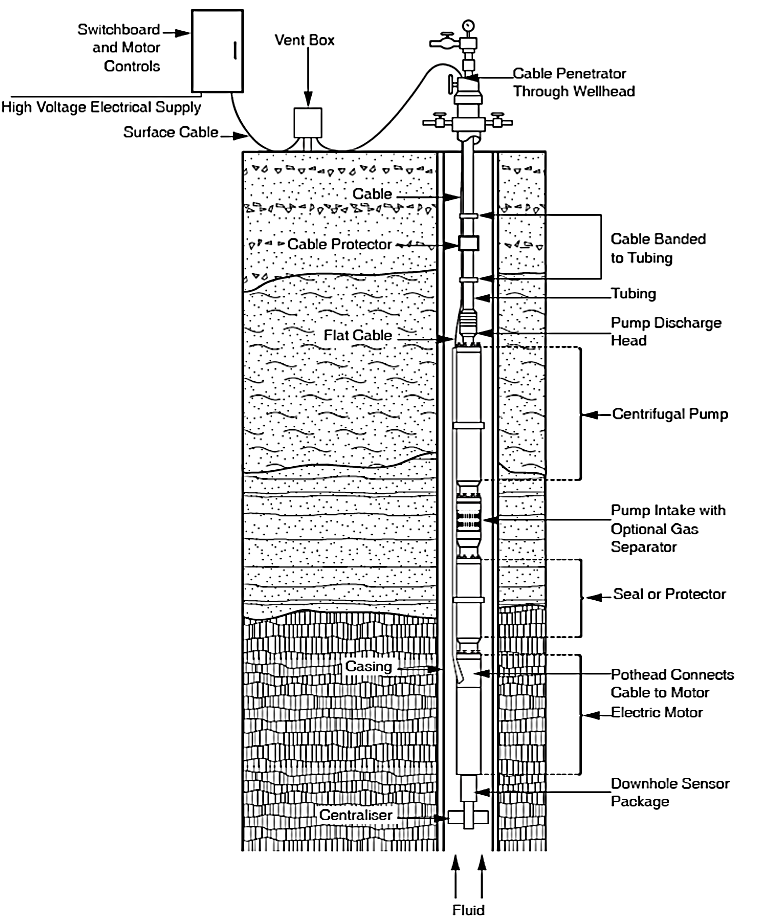 Switchboard
and Motor
Controls
Vent Box
Cable Penetrator
Through Wellhead
High Voltage Electrical Supply
Surface Cable
Cable
Cable Protector
Cable Banded
to Tubing
Tubing
Flat Cable
Pump Discharge
Head
Centrifugal Pump
Pump Intake with
Optional Gas
Separator
Seal or Protector
Casing
Pothead Connects
Cable to Motor
Electric Motor
Downhole Sensor
Package
Centraliser
Fluid